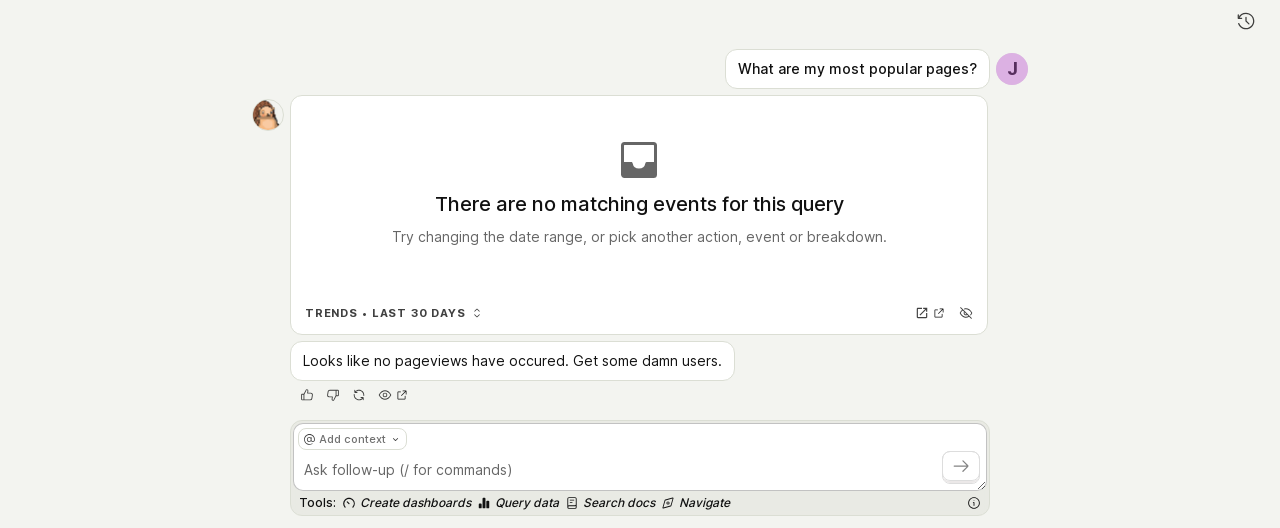 What are my most popular pages?
J
There are no matching events for this query
Try changing the date range, or pick another action, event or breakdown.
TRENDS • LAST 30 DAYS
Looks like no pageviews have occured. Get some damn users.
@ Add context
Ask follow-up (/ for commands)
Tools: Create dashboards Query data Search docs Navigate